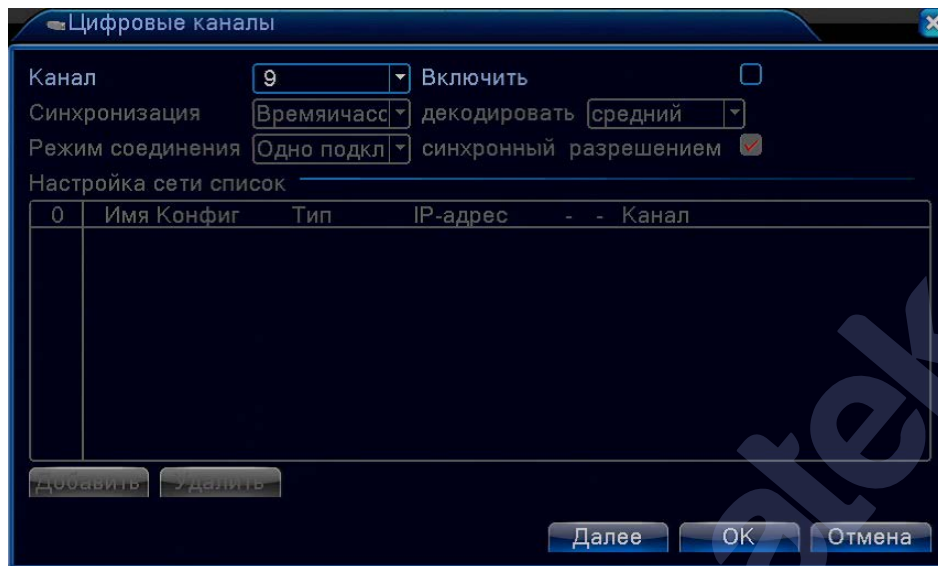 Цифровые каналы
Канал 9 Включить
Синхронизация Времяичасс декодировать средний
Режим соединения Одно подкл синхронный разрешением
Настройка сети список
0 Имя Конфиг Тип IP-адрес - - Канал
Добавить Удалить
Далее OK Отмена
atek